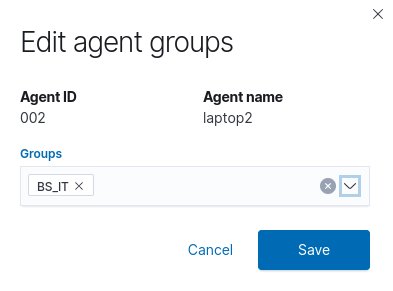 Edit agent groups
Agent ID
Agent name
002
laptop2
Groups
BS_IT
Cancel
Save